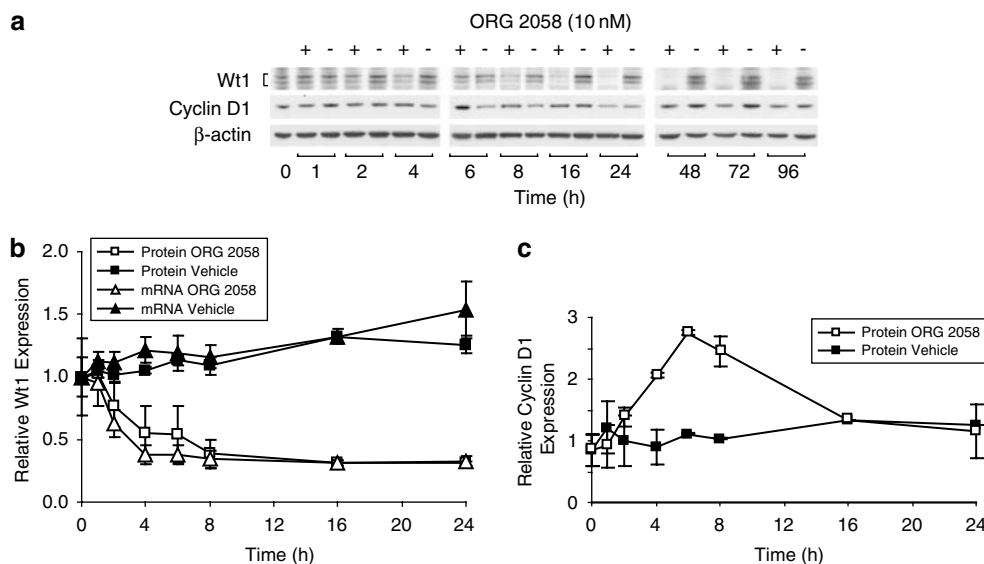 a
ORG 2058 (10 nM)
+ - + - + - + - + - + - + - + - + - + -
Wt1
Cyclin D1
β-actin
0 1 2 4 6 8 16 24 48 72 96
Time (h)
b
Protein ORG 2058
Protein Vehicle
mRNA ORG 2058
mRNA Vehicle
Relative Wt1 Expression
2.0
1.5
1.0
0.5
0.0
0 4 8 12 16 20 24
Time (h)
c
Protein ORG 2058
Protein Vehicle
Relative Cyclin D1
Expression
3
2
1
0
0 4 8 12 16 20 24
Time (h)